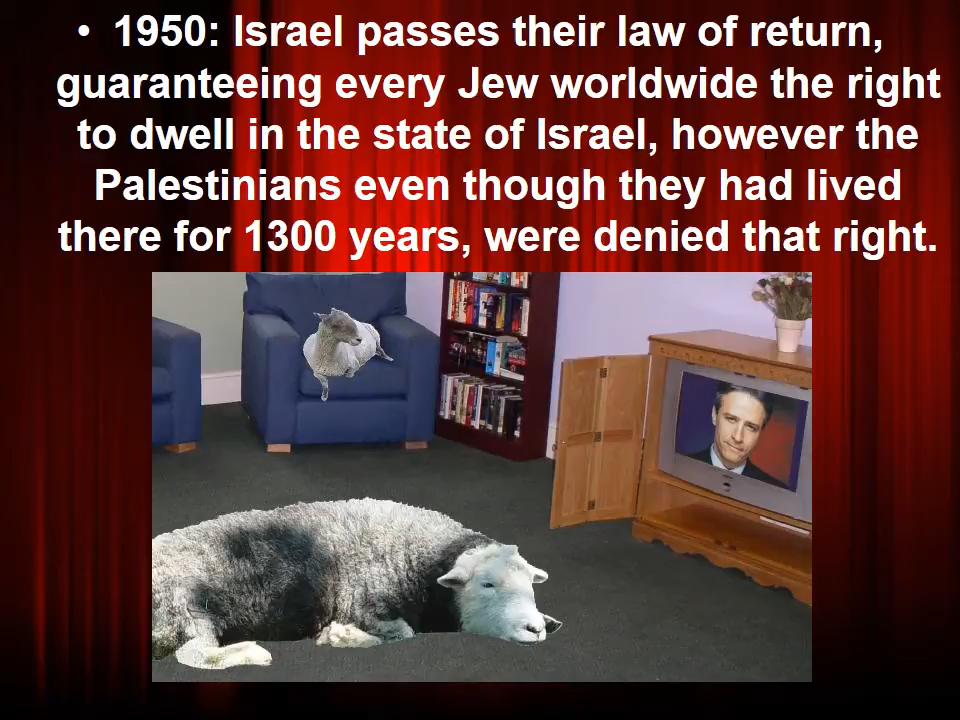 • 1950: Israel passes their law of return,
guaranteeing every Jew worldwide the right
to dwell in the state of Israel, however the
Palestinians even though they had lived
there for 1300 years, were denied that right.